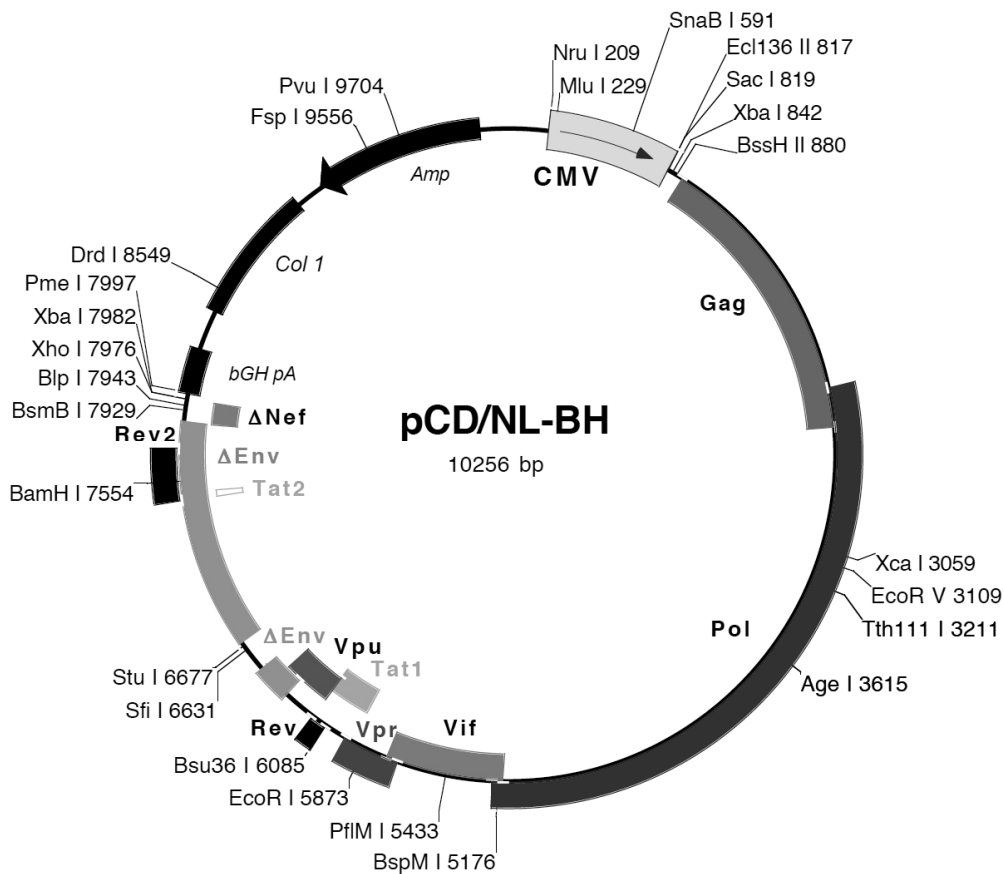 SnaB I 591
Ecl136 II 817
Nru I 209
Sac I 819
Pvu I 9704
Mlu I 229
Xba I 842
Fsp I 9556
BssH II 880
Amp
CMV
Drd I 8549
Col 1
Pme I 7997
Gag
Xba I 7982
Xho I 7976
bGH pA
Blp I 7943
BsmB I 7929
ΔNef
pCD/NL-BH
Rev2
10256 bp
ΔEnv
Tat2
BamH I 7554
Xca I 3059
EcoR V 3109
Tth111 I 3211
Pol
ΔEnv
Vpu
Tat1
Stu I 6677
Age I 3615
Sfi I 6631
Rev
Vpr
Vif
Bsu36 I 6085
EcoR I 5873
PflM I 5433
BspM I 5176